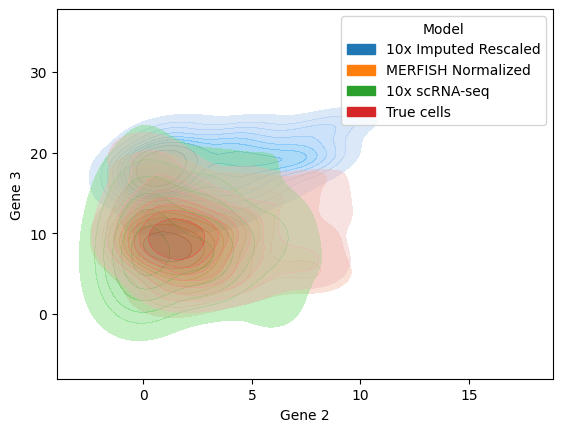 Model
10x Imputed Rescaled
MERFISH Normalized
10x scRNA-seq
True cells
30
20
10
0
Gene 3
0
5
10
15
Gene 2